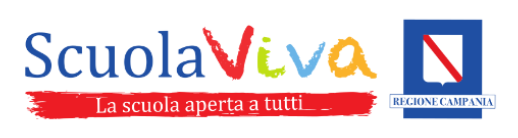 ScuolaViva
La scuola aperta a tutti
REGIONE CAMPANIA